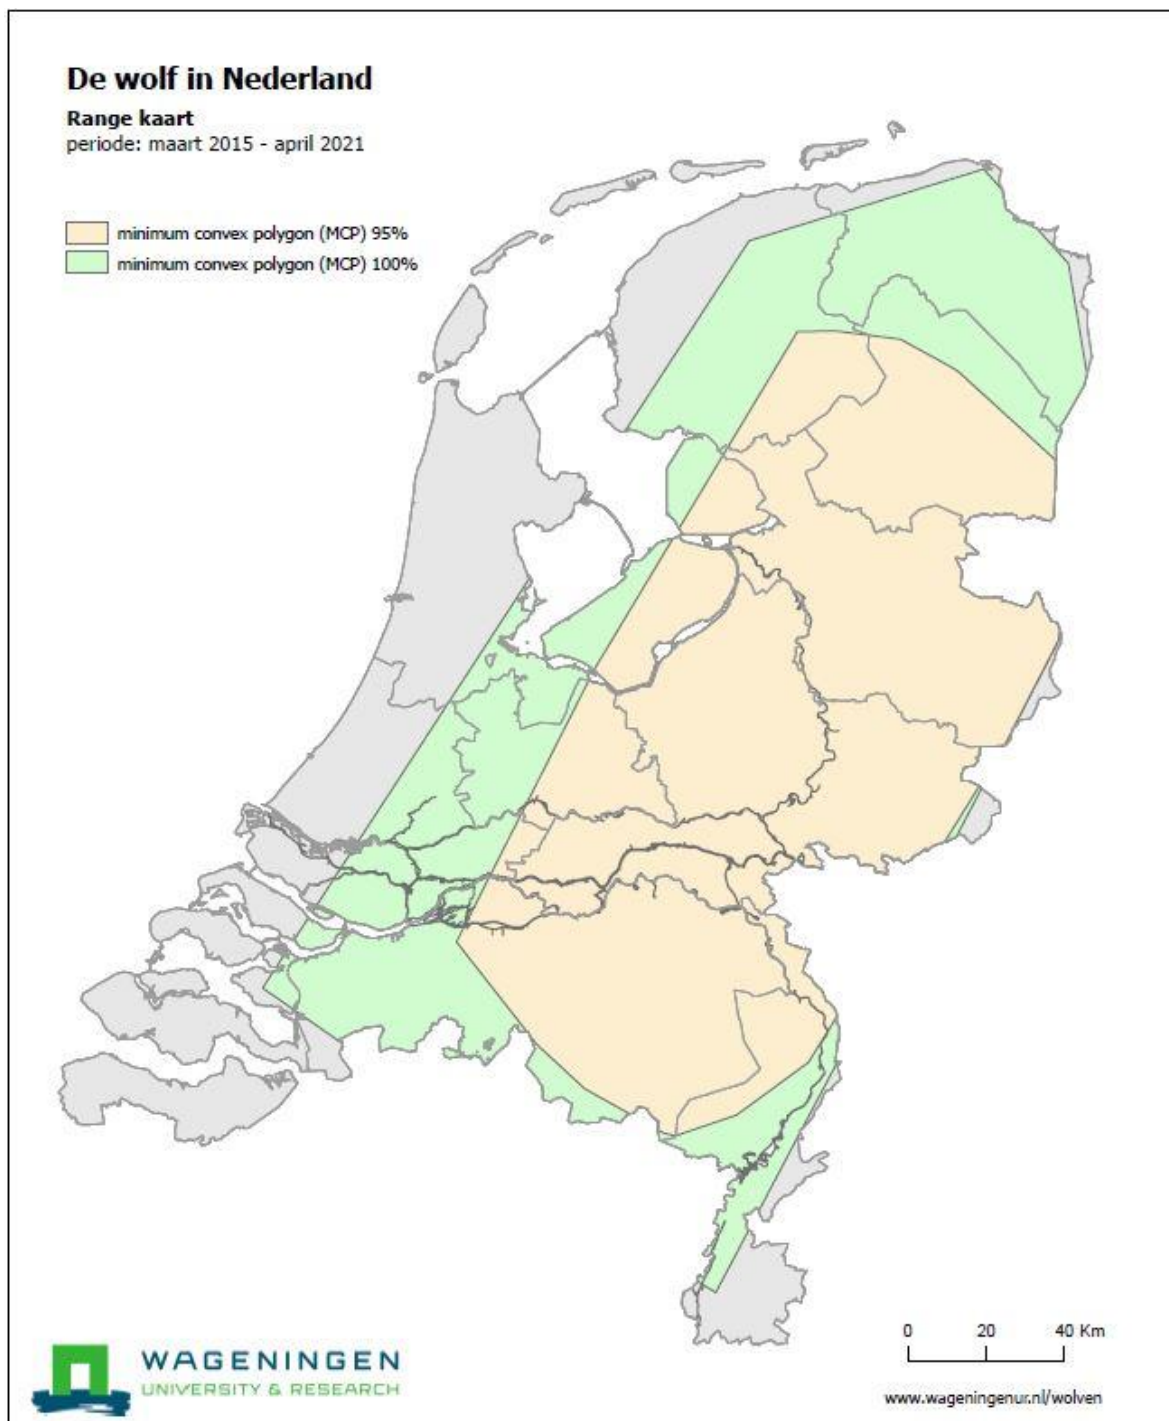 De wolf in Nederland
Range kaart
periode: maart 2015 - april 2021
minimum convex polygon (MCP) 95%
minimum convex polygon (MCP) 100%
0 20 40 Km
WAGENINGEN
UNIVERSITY & RESEARCH
www.wageningenur.nl/wolven